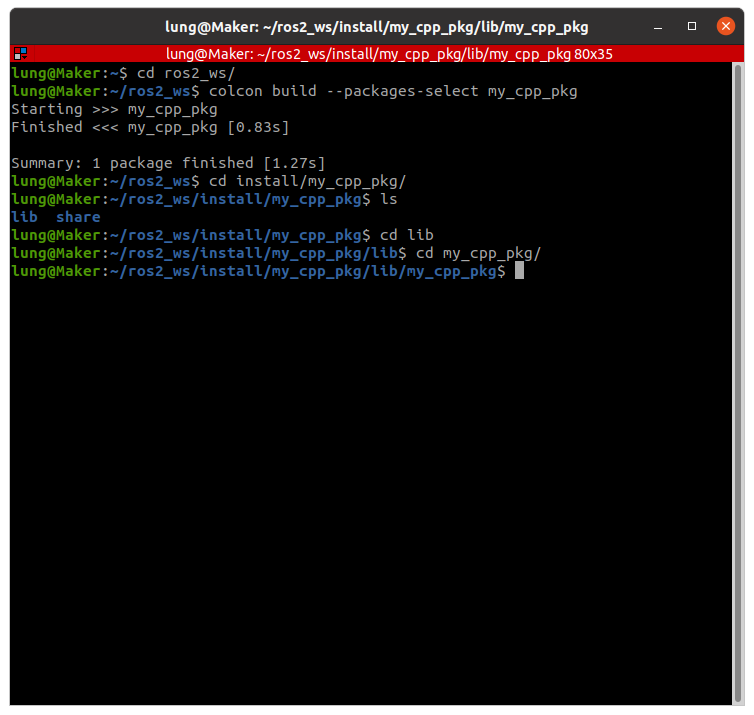 lung@Maker: ~/ros2_ws/install/my_cpp_pkg/lib/my_cpp_pkg
lung@Maker: ~/ros2_ws/install/my_cpp_pkg/lib/my_cpp_pkg 80x35
lung@Maker:~$ cd ros2_ws/
lung@Maker:~/ros2_ws$ colcon build --packages-select my_cpp_pkg
Starting >>> my_cpp_pkg
Finished <<< my_cpp_pkg [0.83s]
Summary: 1 package finished [1.27s]
lung@Maker:~/ros2_ws$ cd install/my_cpp_pkg/
lung@Maker:~/ros2_ws/install/my_cpp_pkg$ ls
lib  share
lung@Maker:~/ros2_ws/install/my_cpp_pkg$ cd lib
lung@Maker:~/ros2_ws/install/my_cpp_pkg/lib$ cd my_cpp_pkg/
lung@Maker:~/ros2_ws/install/my_cpp_pkg/lib/my_cpp_pkg$